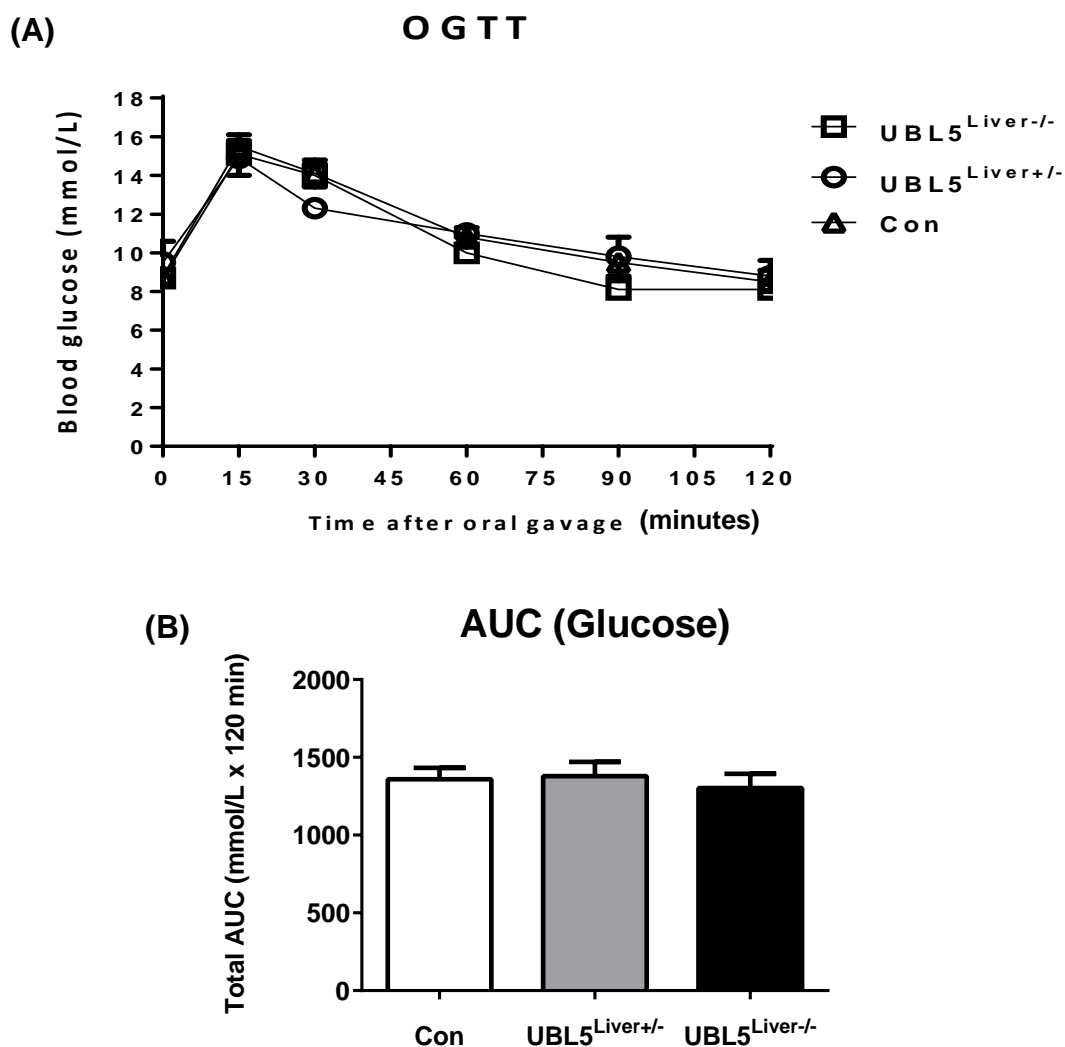 (A)
OGTT
Blood glucose (mmol/L)
18
16
14
12
10
8
6
4
2
0
0 15 30 45 60 75 90 105 120
Time after oral gavage (minutes)
UBL5Liver-/-
UBL5Liver+/-
Con
(B)
AUC (Glucose)
Total AUC (mmol/L x 120 min)
2000
1500
1000
500
0
Con UBL5Liver+/- UBL5Liver-/-